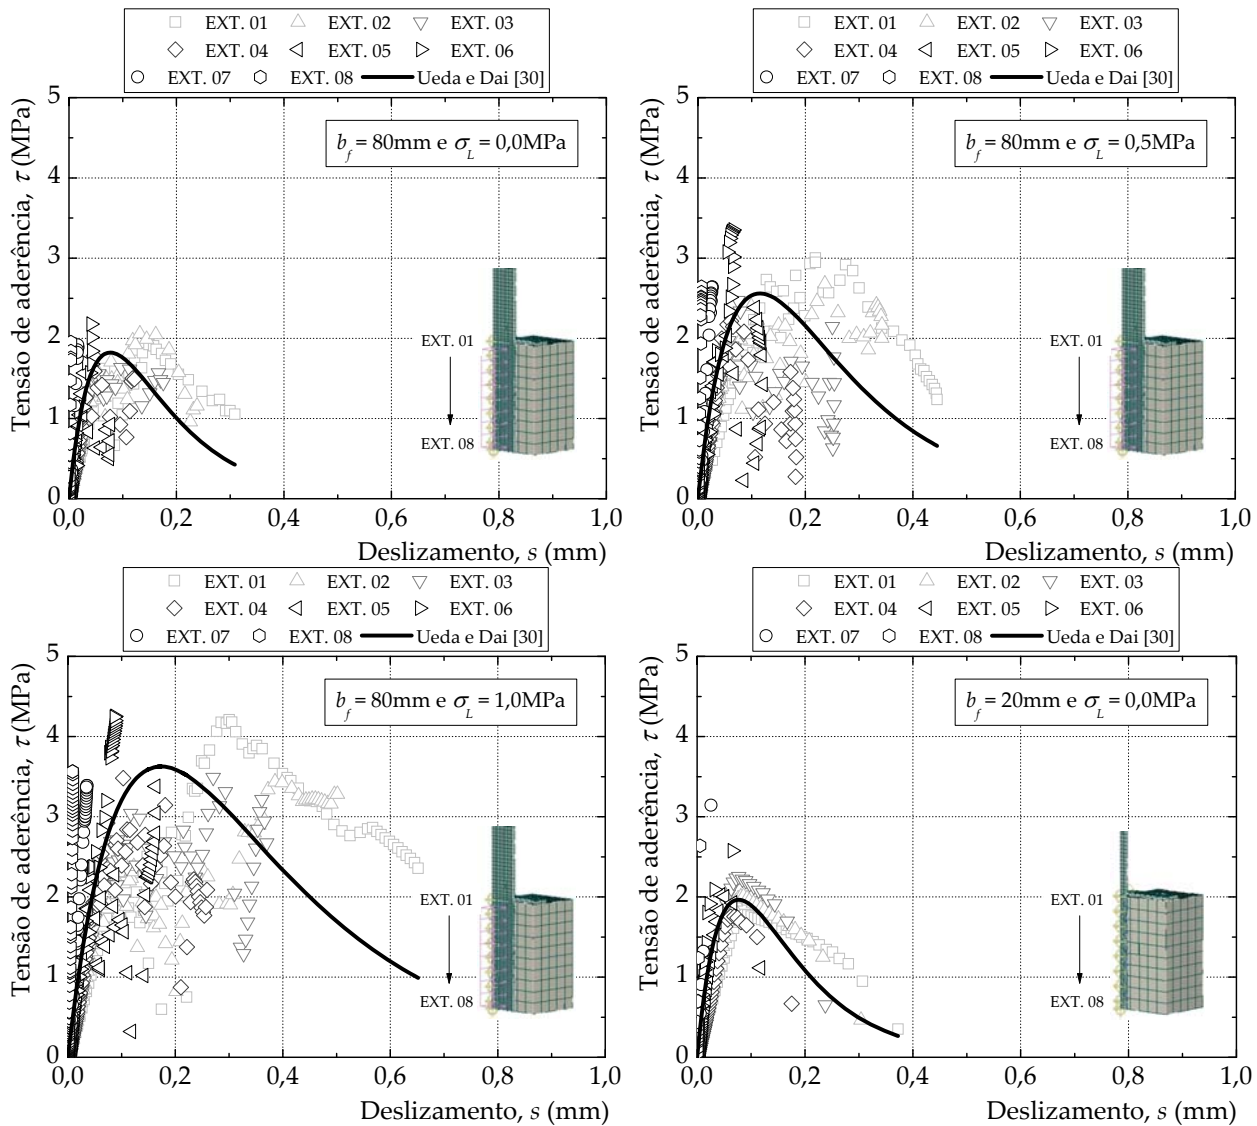 EXT. 01 EXT. 02 EXT. 03
EXT. 04 EXT. 05 EXT. 06
EXT. 07 EXT. 08 Ueda e Dai [30]
b_f = 80mm e σ_L = 0,0MPa
Tensão de aderência, τ (MPa)
5
4
3
2
1
0
EXT. 01
EXT. 08
0,0 0,2 0,4 0,6 0,8 1,0
Deslizamento, s (mm)
EXT. 01 EXT. 02 EXT. 03
EXT. 04 EXT. 05 EXT. 06
EXT. 07 EXT. 08 Ueda e Dai [30]
b_f = 80mm e σ_L = 0,5MPa
Tensão de aderência, τ (MPa)
5
4
3
2
1
0
EXT. 01
EXT. 08
0,0 0,2 0,4 0,6 0,8 1,0
Deslizamento, s (mm)
EXT. 01 EXT. 02 EXT. 03
EXT. 04 EXT. 05 EXT. 06
EXT. 07 EXT. 08 Ueda e Dai [30]
b_f = 80mm e σ_L = 1,0MPa
Tensão de aderência, τ (MPa)
5
4
3
2
1
0
EXT. 01
EXT. 08
0,0 0,2 0,4 0,6 0,8 1,0
Deslizamento, s (mm)
EXT. 01 EXT. 02 EXT. 03
EXT. 04 EXT. 05 EXT. 06
EXT. 07 EXT. 08 Ueda e Dai [30]
b_f = 20mm e σ_L = 0,0MPa
Tensão de aderência, τ (MPa)
5
4
3
2
1
0
EXT. 01
EXT. 08
0,0 0,2 0,4 0,6 0,8 1,0
Deslizamento, s (mm)